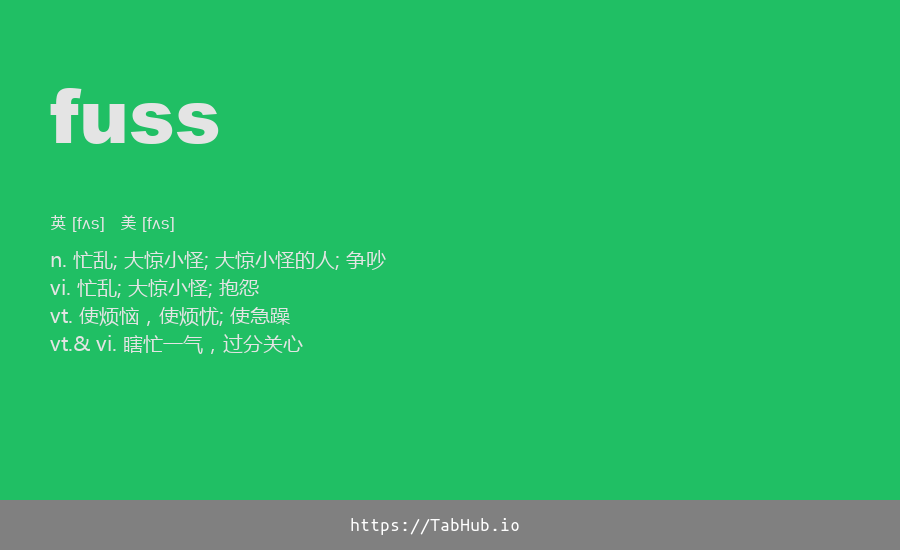 fuss
英 [fʌs] 美 [fʌs]
n. 忙乱; 大惊小怪; 大惊小怪的人; 争吵
vi. 忙乱; 大惊小怪; 抱怨
vt. 使烦恼，使烦忧; 使急躁
vt.& vi. 瞎忙一气，过分关心
https://TabHub.io